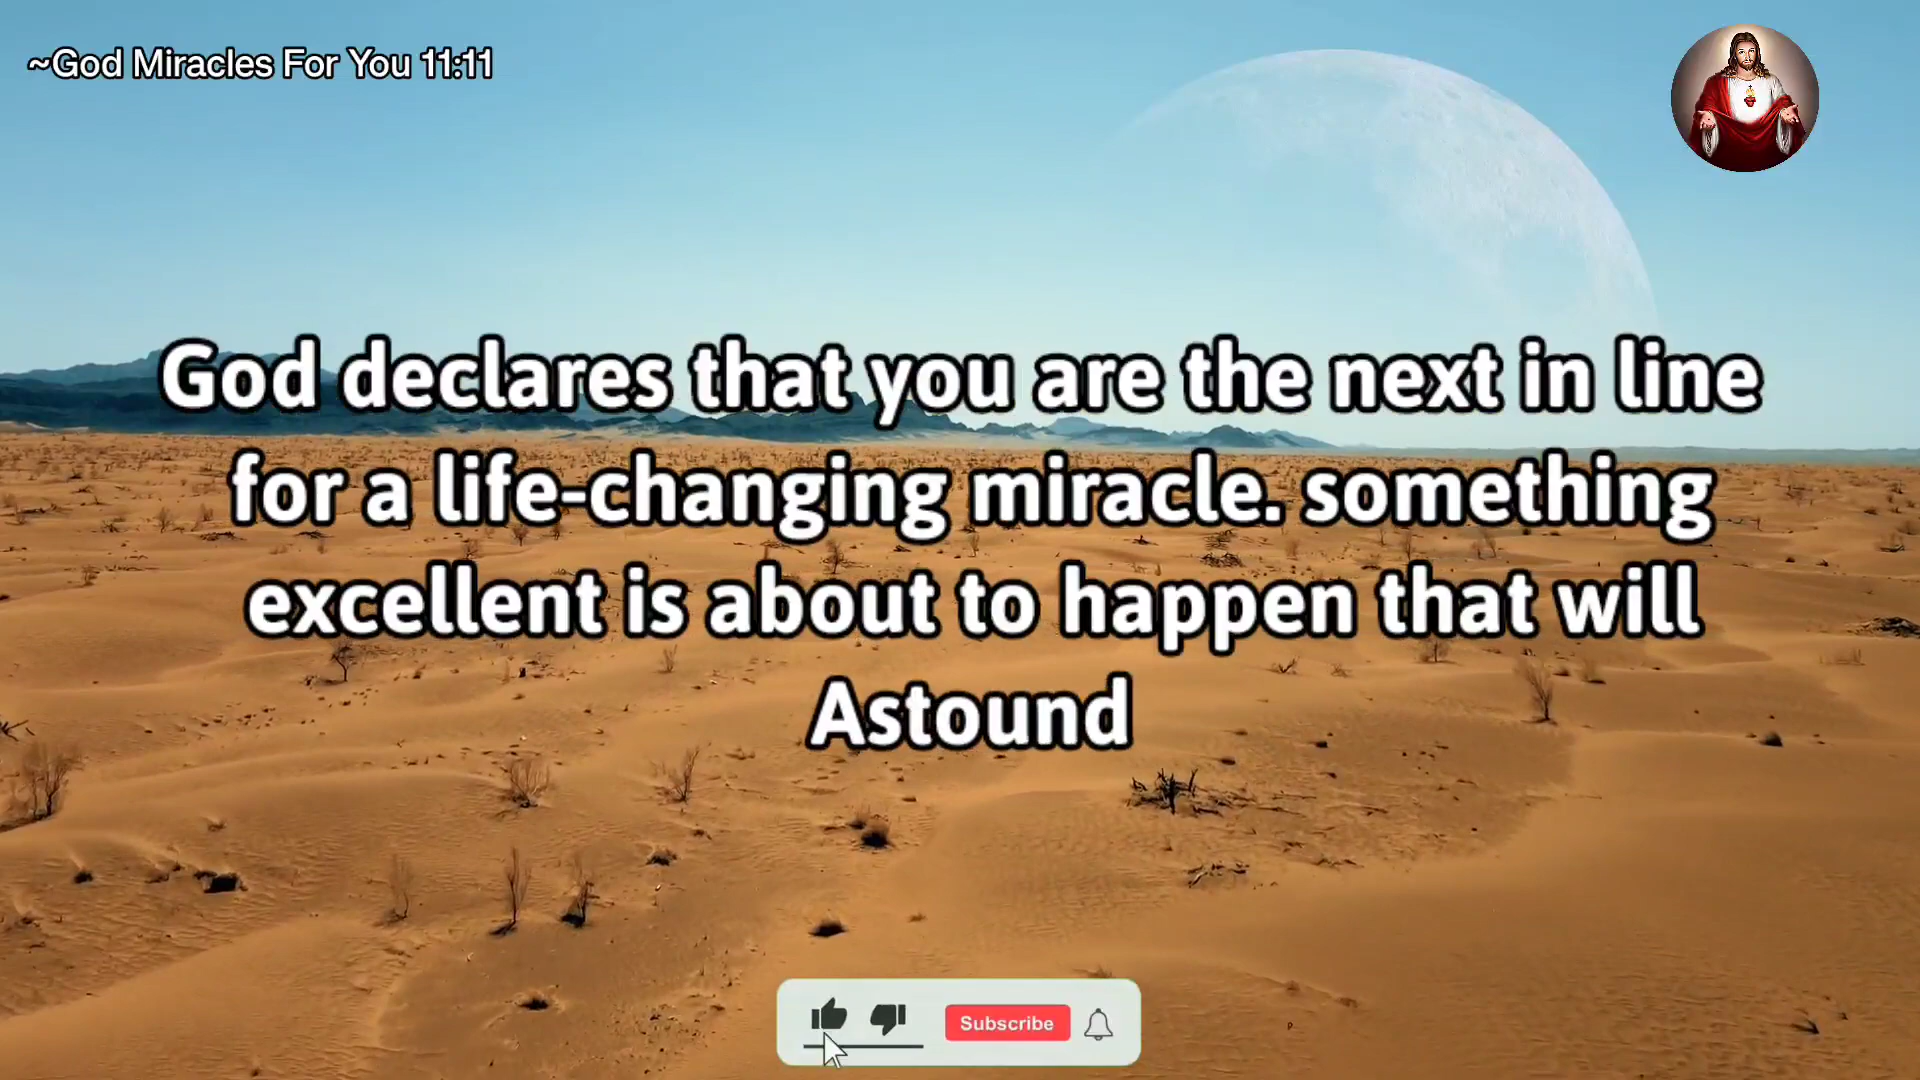 ~God Miracles For You 11:11
God declares that you are the next in line
for a life-changing miracle. something
excellent is about to happen that will
Astound
Subscribe